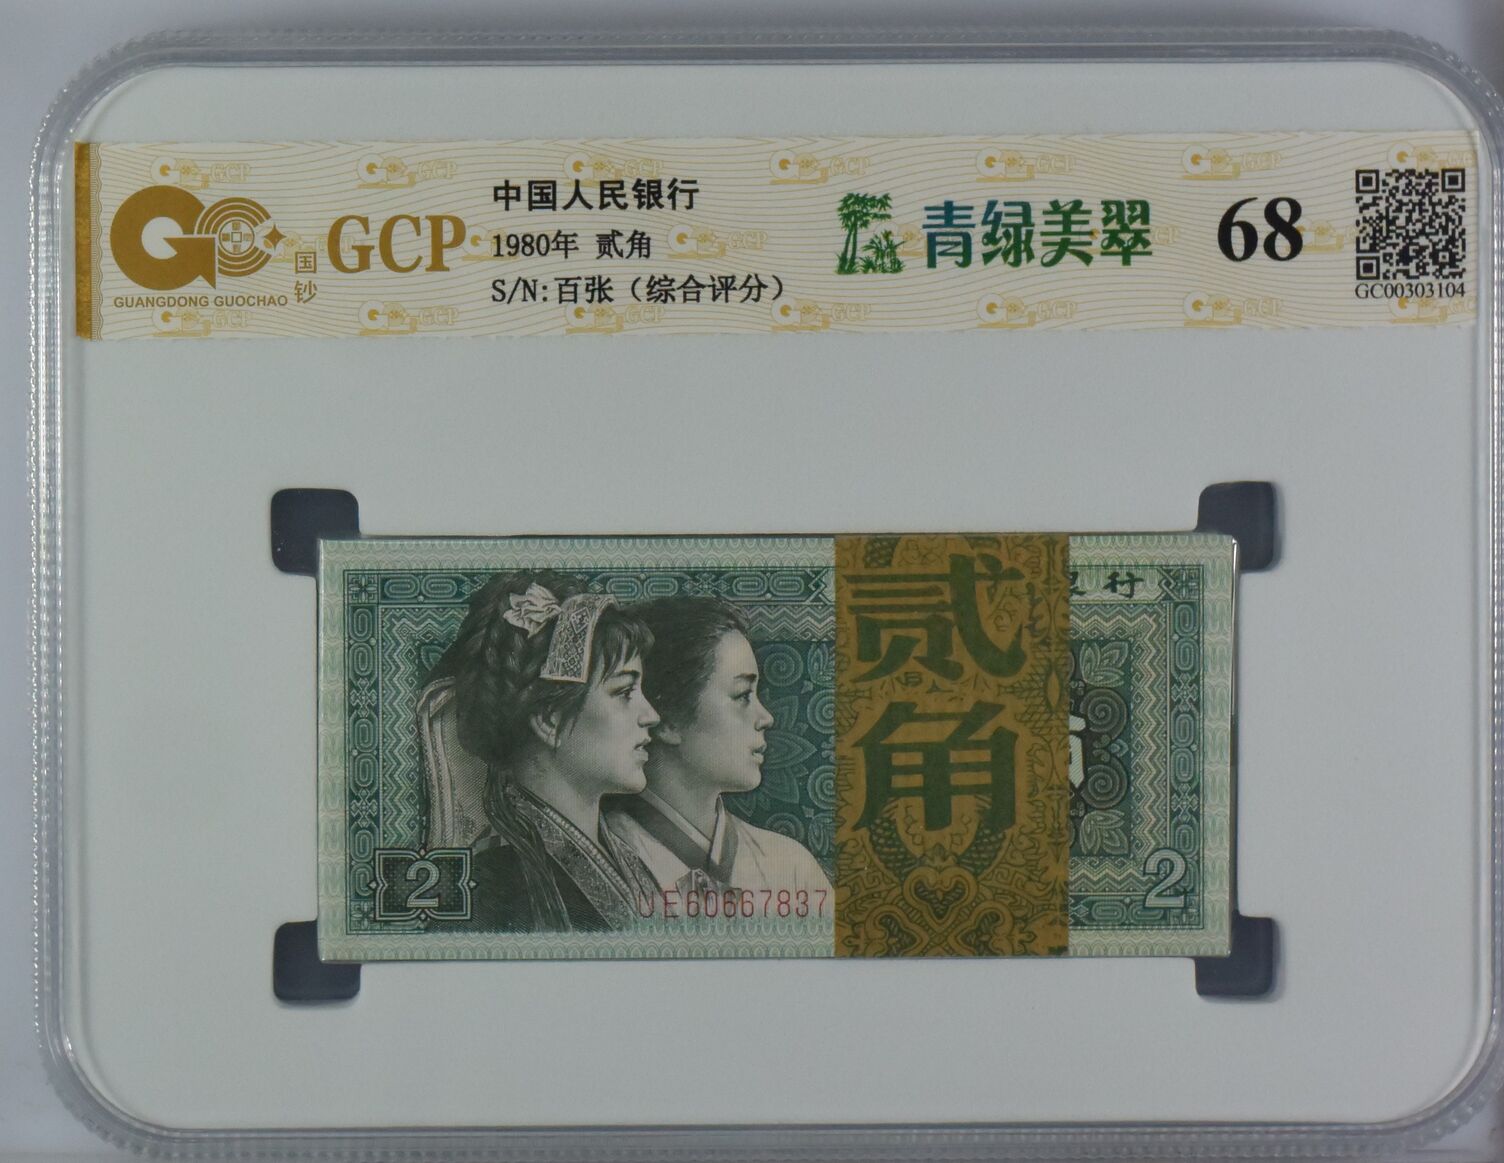 GCP
国钞
GUANGDONG GUOCHAO
中国人民银行
1980年 贰角
S/N:百张（综合评分）
青绿美翠
68
GC00303104
行
贰角
2
UE60667837
2